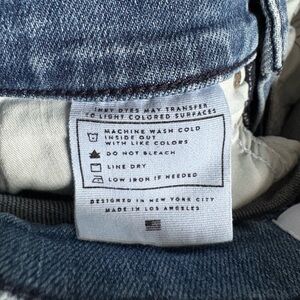 INKY DYES MAY TRANSFER
TO LIGHT COLORED SURFACES
MACHINE WASH COLD
INSIDE OUT
WITH LIKE COLORS
DO NOT BLEACH
LINE DRY
LOW IRON IF NEEDED
DESIGNED IN NEW YORK CITY
MADE IN LOS ANGELES